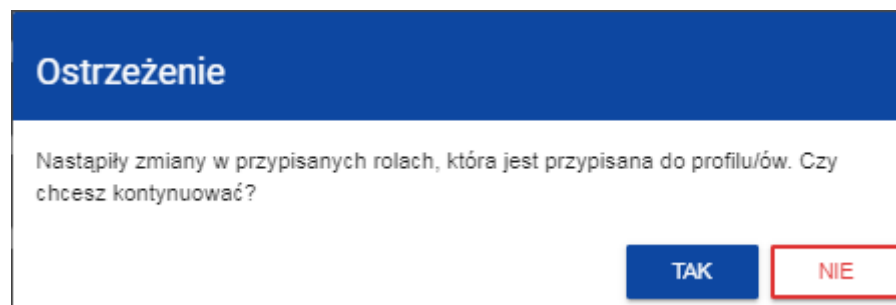 Ostrzeżenie
Nastąpiły zmiany w przypisanych rolach, która jest przypisana do profilu/ów. Czy
chcesz kontynuować?
TAK
NIE